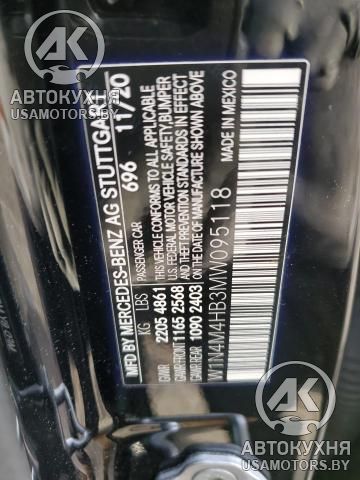 MFD BY MERCEDES-BENZ AG STUTTGART
696 11/20
PASSENGER CAR
KG LBS
GVWR 2205 4861
GAWR FRONT 1165 2568
GAWR REAR 1090 2403
THIS VEHICLE CONFORMS TO ALL APPLICABLE
U.S. FEDERAL MOTOR VEHICLE SAFETY, BUMPER
AND THEFT PREVENTION STANDARDS IN EFFECT
ON THE DATE OF MANUFACTURE SHOWN ABOVE
W1N4M4HB3MW095118
MADE IN MEXICO
АВТОКУХНЯ
USAMOTORS.BY
АВТОКУХНЯ
USAMOTORS.BY